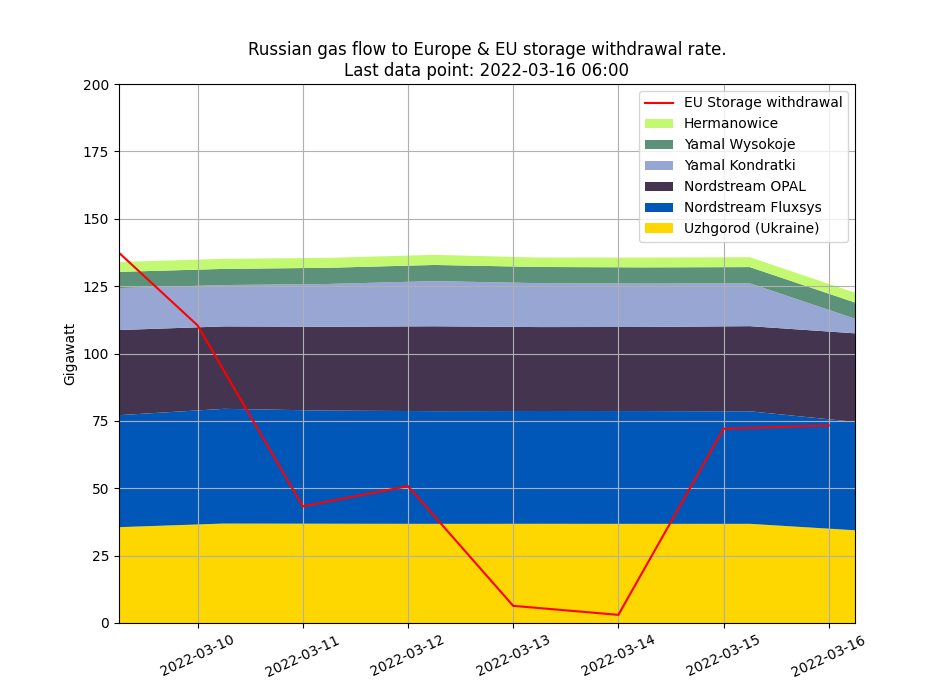 Russian gas flow to Europe & EU storage withdrawal rate.
Last data point: 2022-03-16 06:00
200
175
150
125
100
75
50
25
0
Gigawatt
EU Storage withdrawal
Hermanowice
Yamal Wysokoje
Yamal Kondratki
Nordstream OPAL
Nordstream Fluxsys
Uzhgorod (Ukraine)
2022-03-10
2022-03-11
2022-03-12
2022-03-13
2022-03-14
2022-03-15
2022-03-16